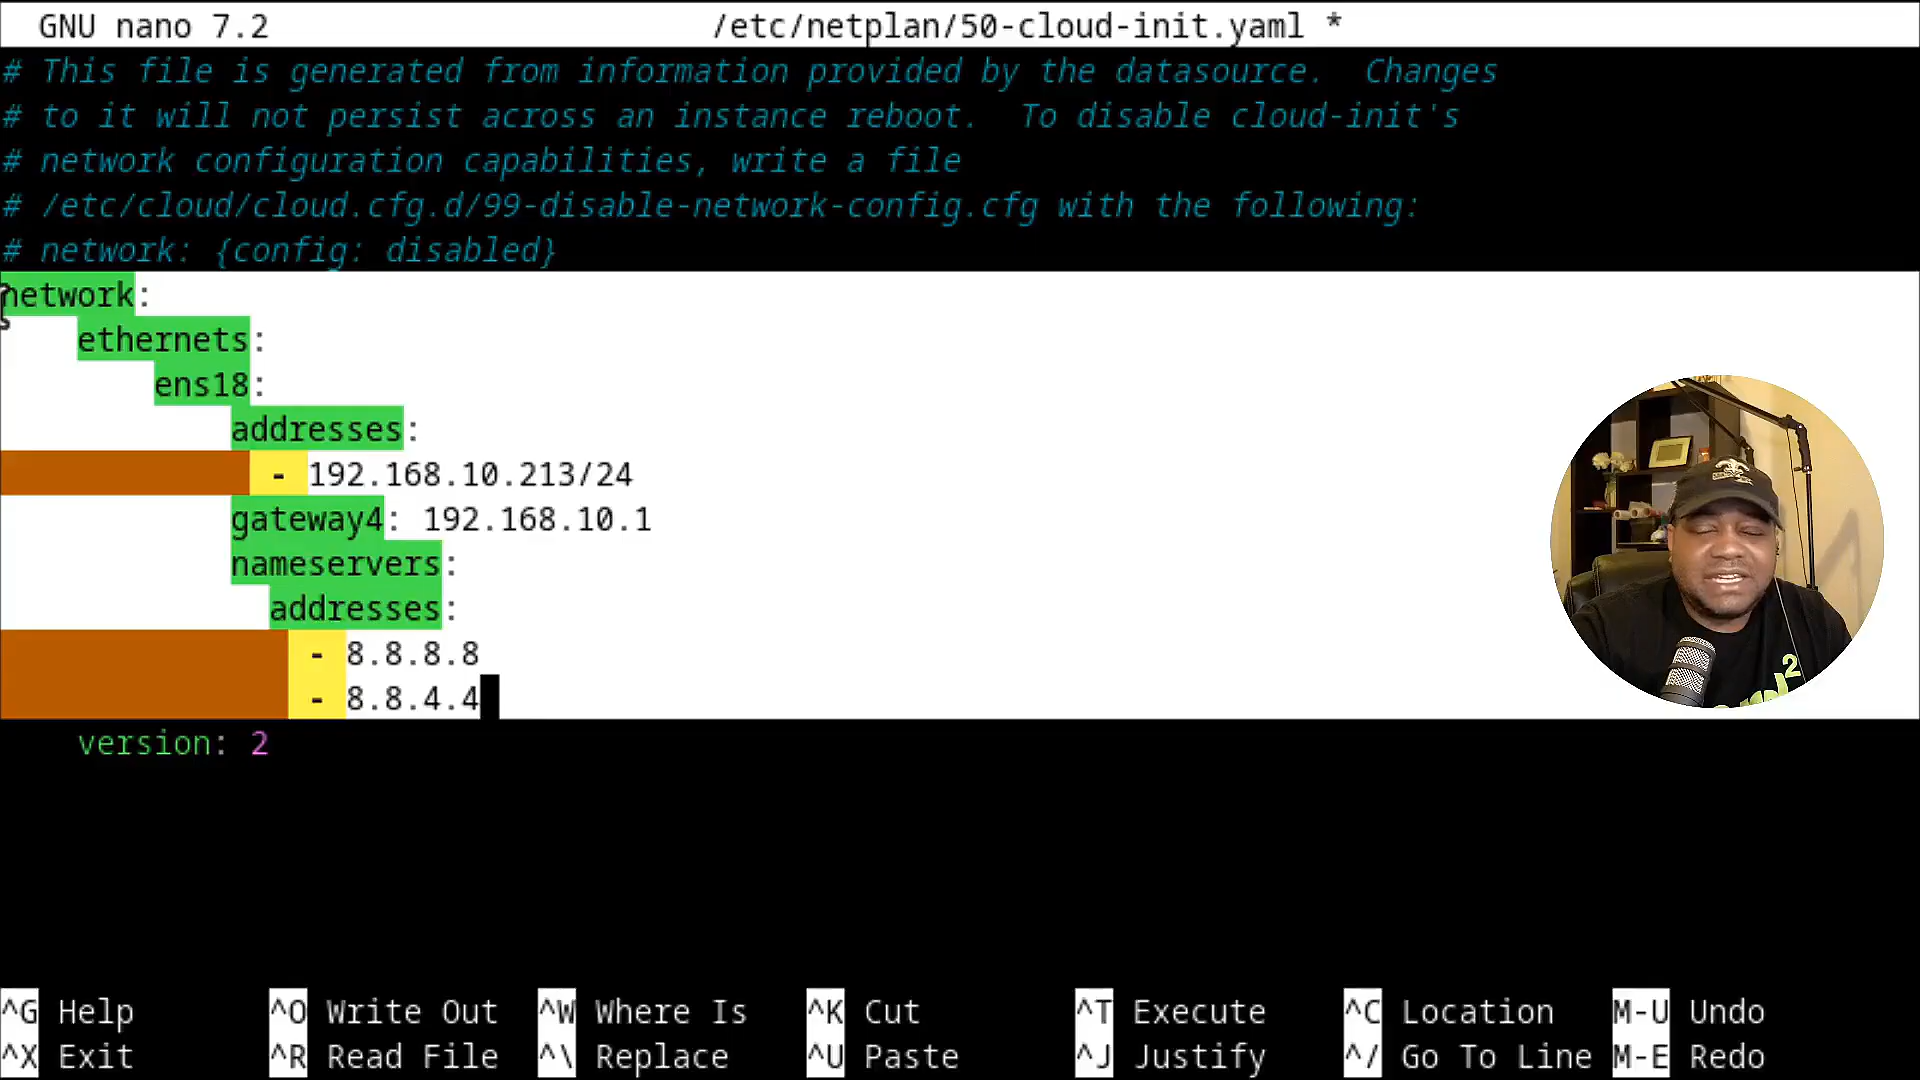 GNU nano 7.2 /etc/netplan/50-cloud-init.yaml *
# This file is generated from information provided by the datasource.  Changes
# to it will not persist across an instance reboot.  To disable cloud-init's
# network configuration capabilities, write a file
# /etc/cloud/cloud.cfg.d/99-disable-network-config.cfg with the following:
# network: {config: disabled}
network:
    ethernets:
        ens18:
            addresses:
              - 192.168.10.213/24
            gateway4: 192.168.10.1
            nameservers:
              addresses:
                - 8.8.8.8
                - 8.8.4.4
    version: 2
^G Help ^O Write Out ^W Where Is ^K Cut ^T Execute ^C Location M-U Undo
^X Exit ^R Read File ^\ Replace ^U Paste ^J Justify ^/ Go To Line M-E Redo